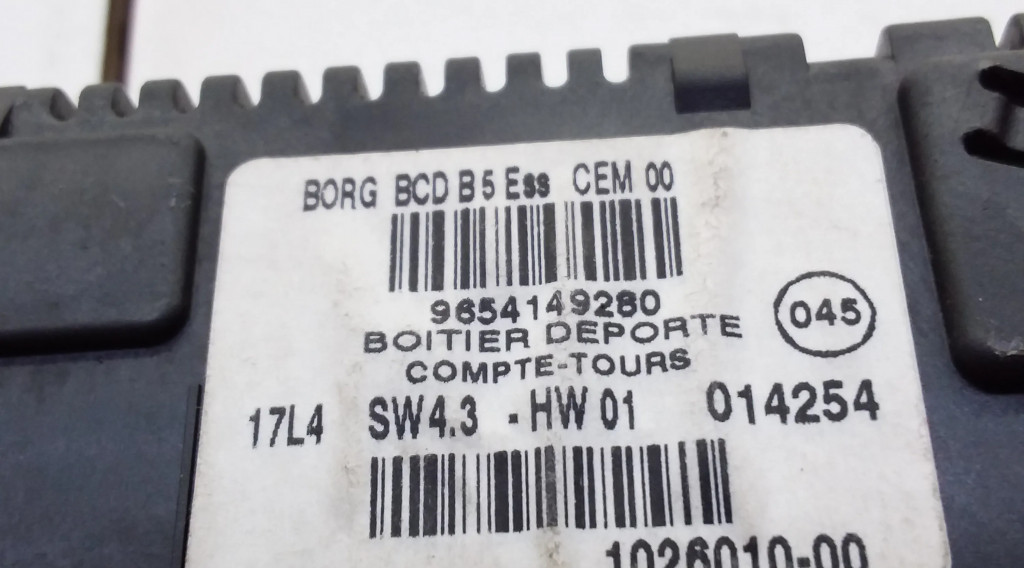 BORG BCD B5 Ess CEM 00
9654149280
BOITIER DEPORTE
COMPTE-TOURS
045
17L4 SW4.3 -HW 01 014254
1026010-00